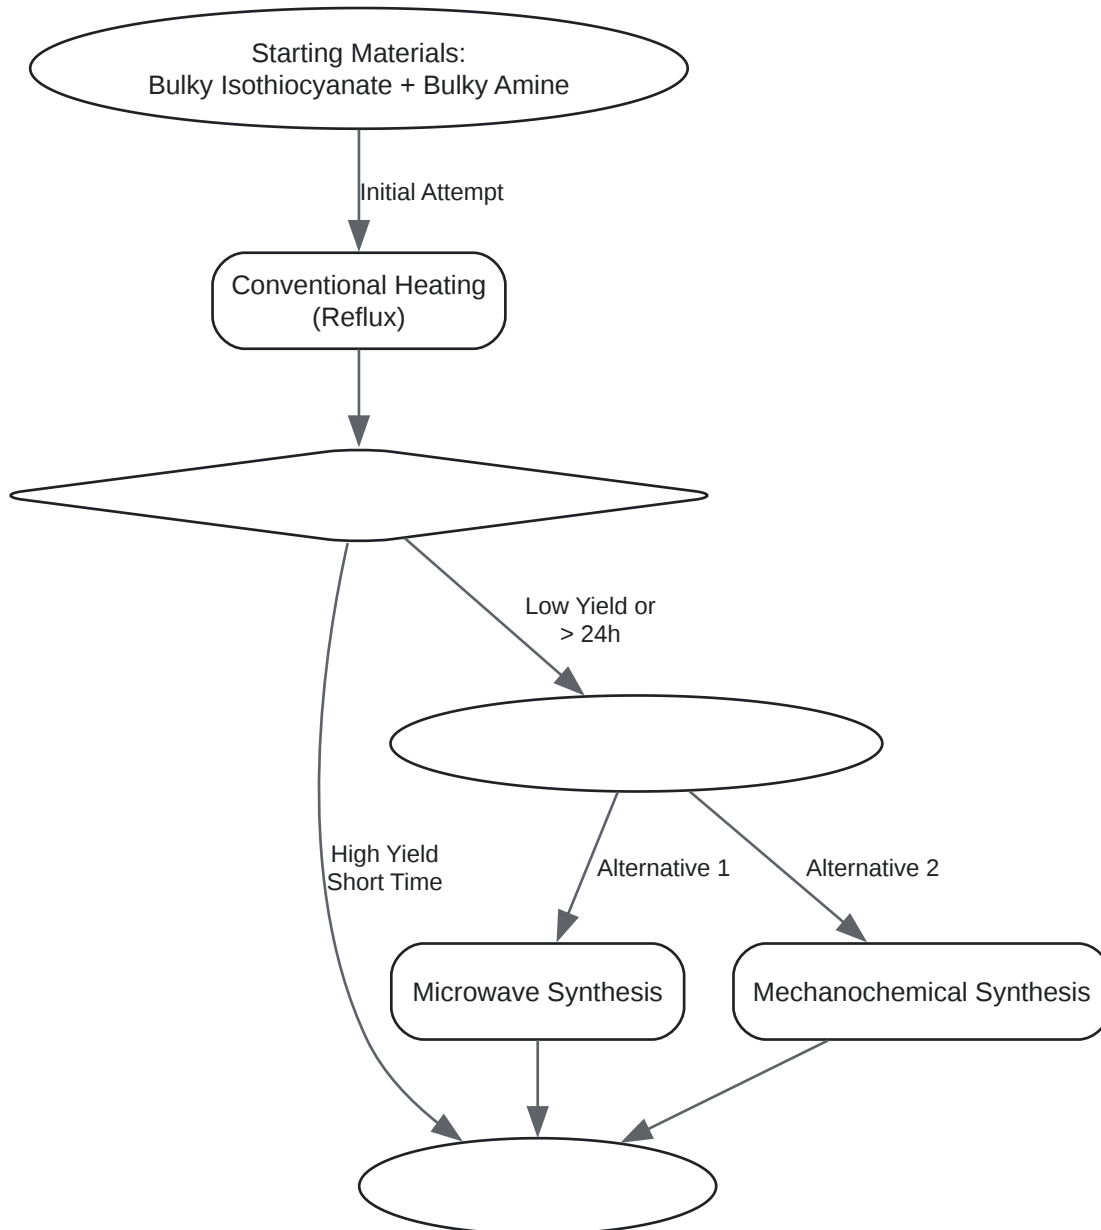 Starting Materials:
Bulky Isothiocyanate + Bulky Amine
Initial Attempt
Conventional Heating
(Reflux)
Low Yield or
> 24h
High Yield
Short Time
Alternative 1
Alternative 2
Microwave Synthesis
Mechanochemical Synthesis